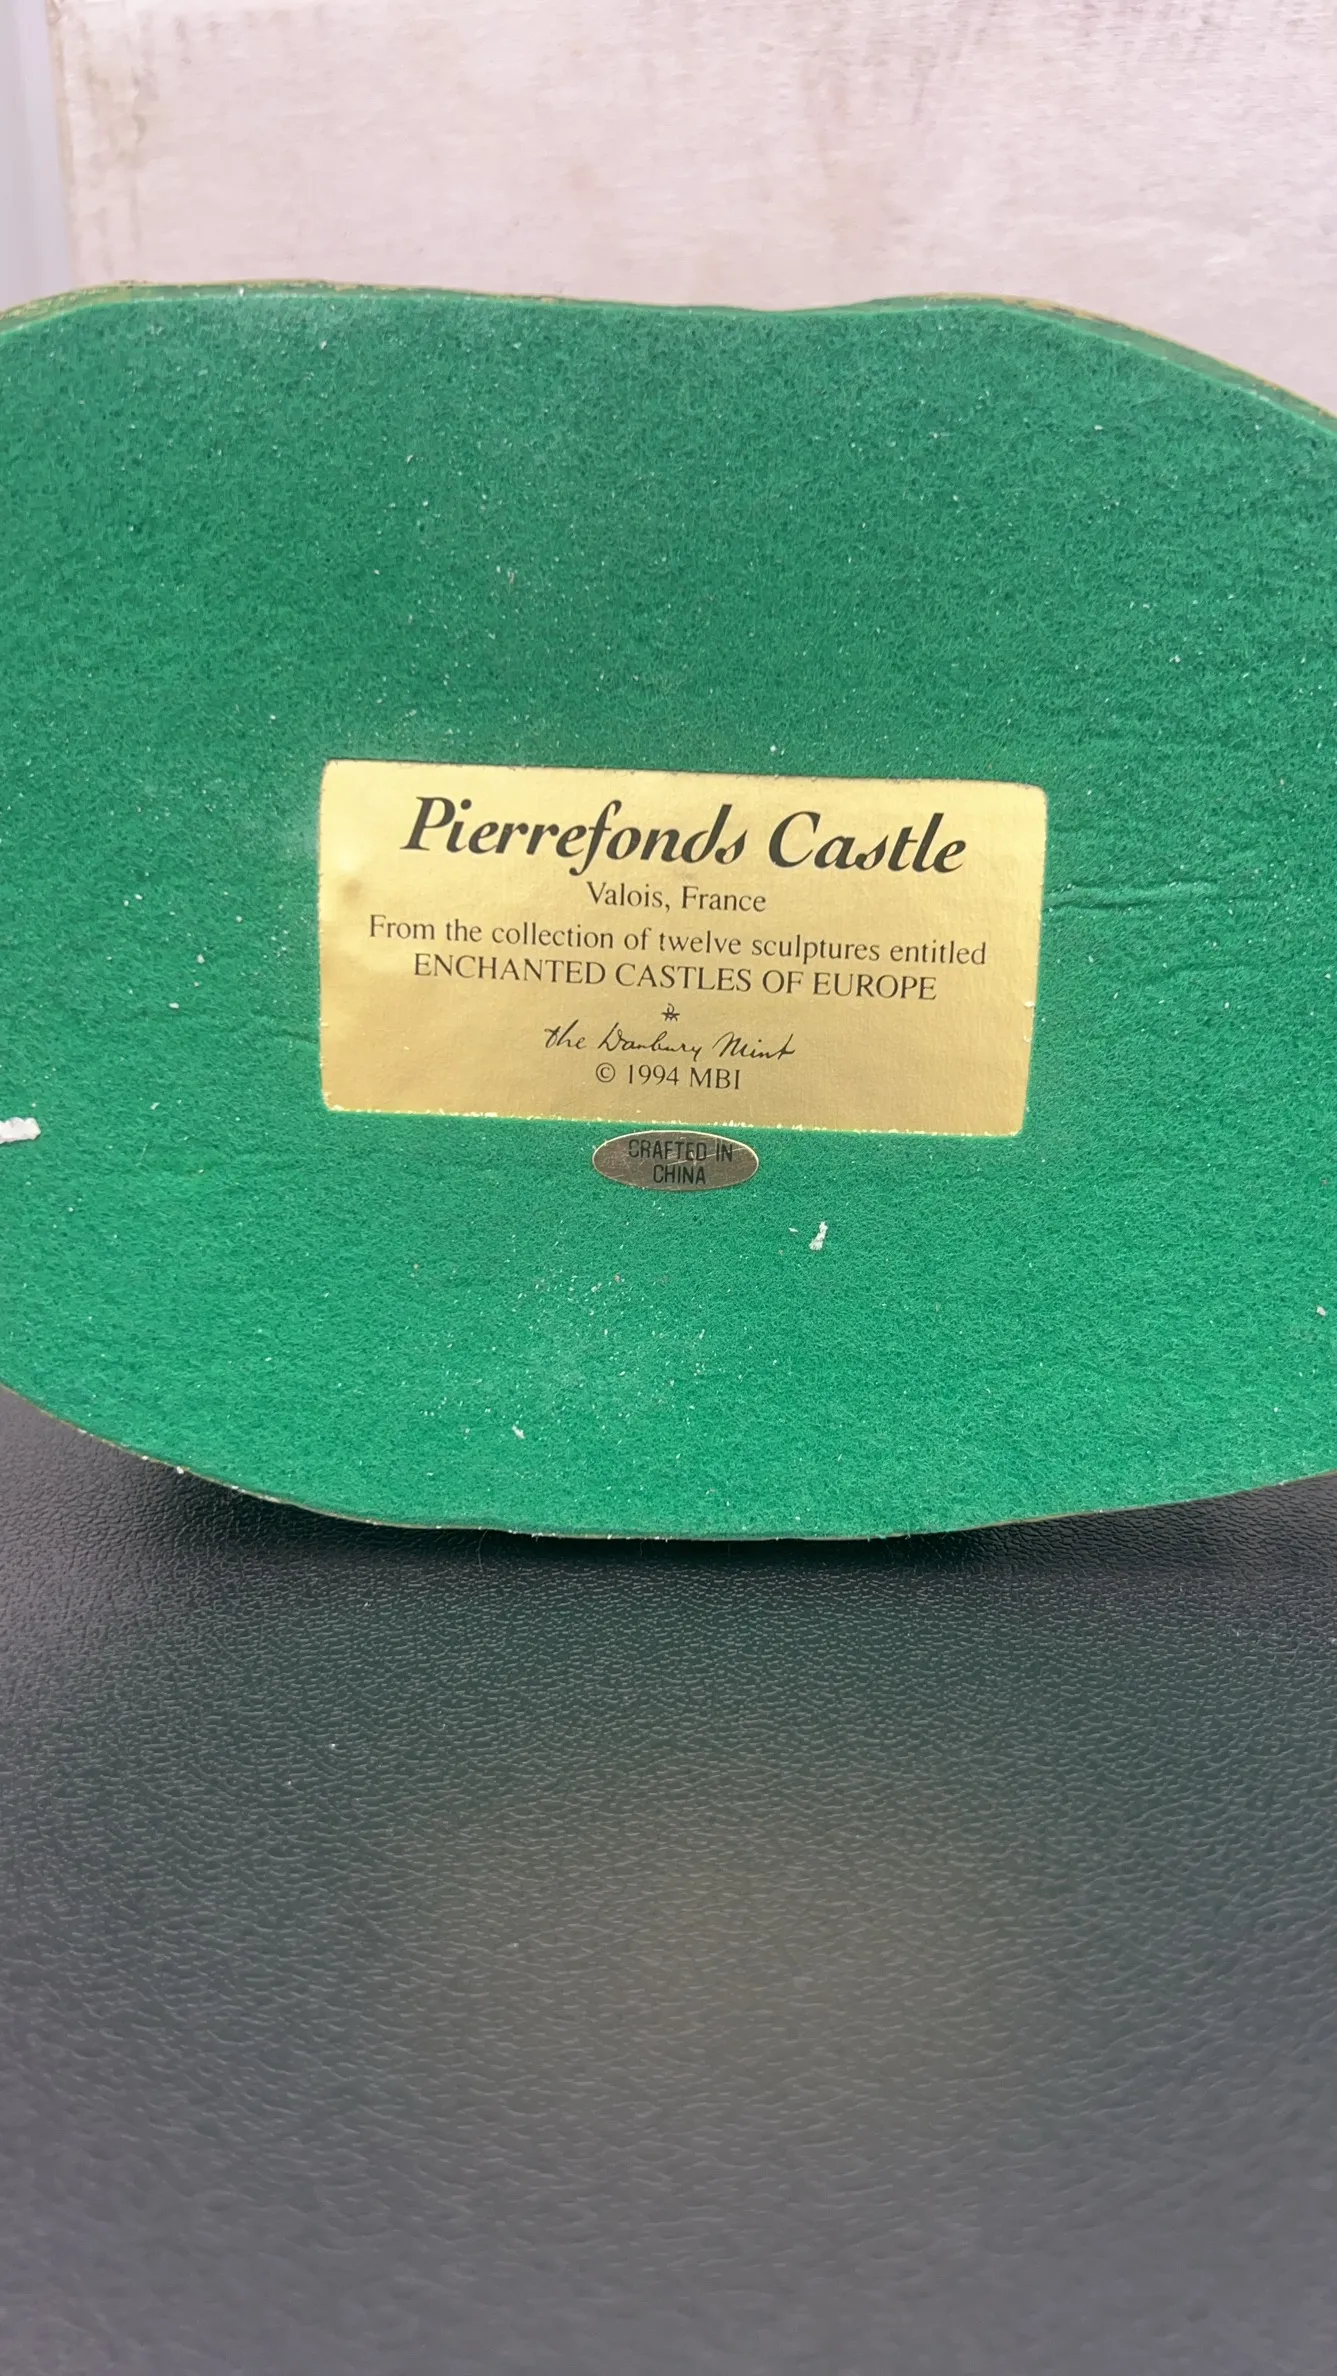 Pierrefonds Castle
Valois, France
From the collection of twelve sculptures entitled
ENCHANTED CASTLES OF EUROPE
the Danbury Mint
© 1994 MBI
CRAFTED IN
CHINA